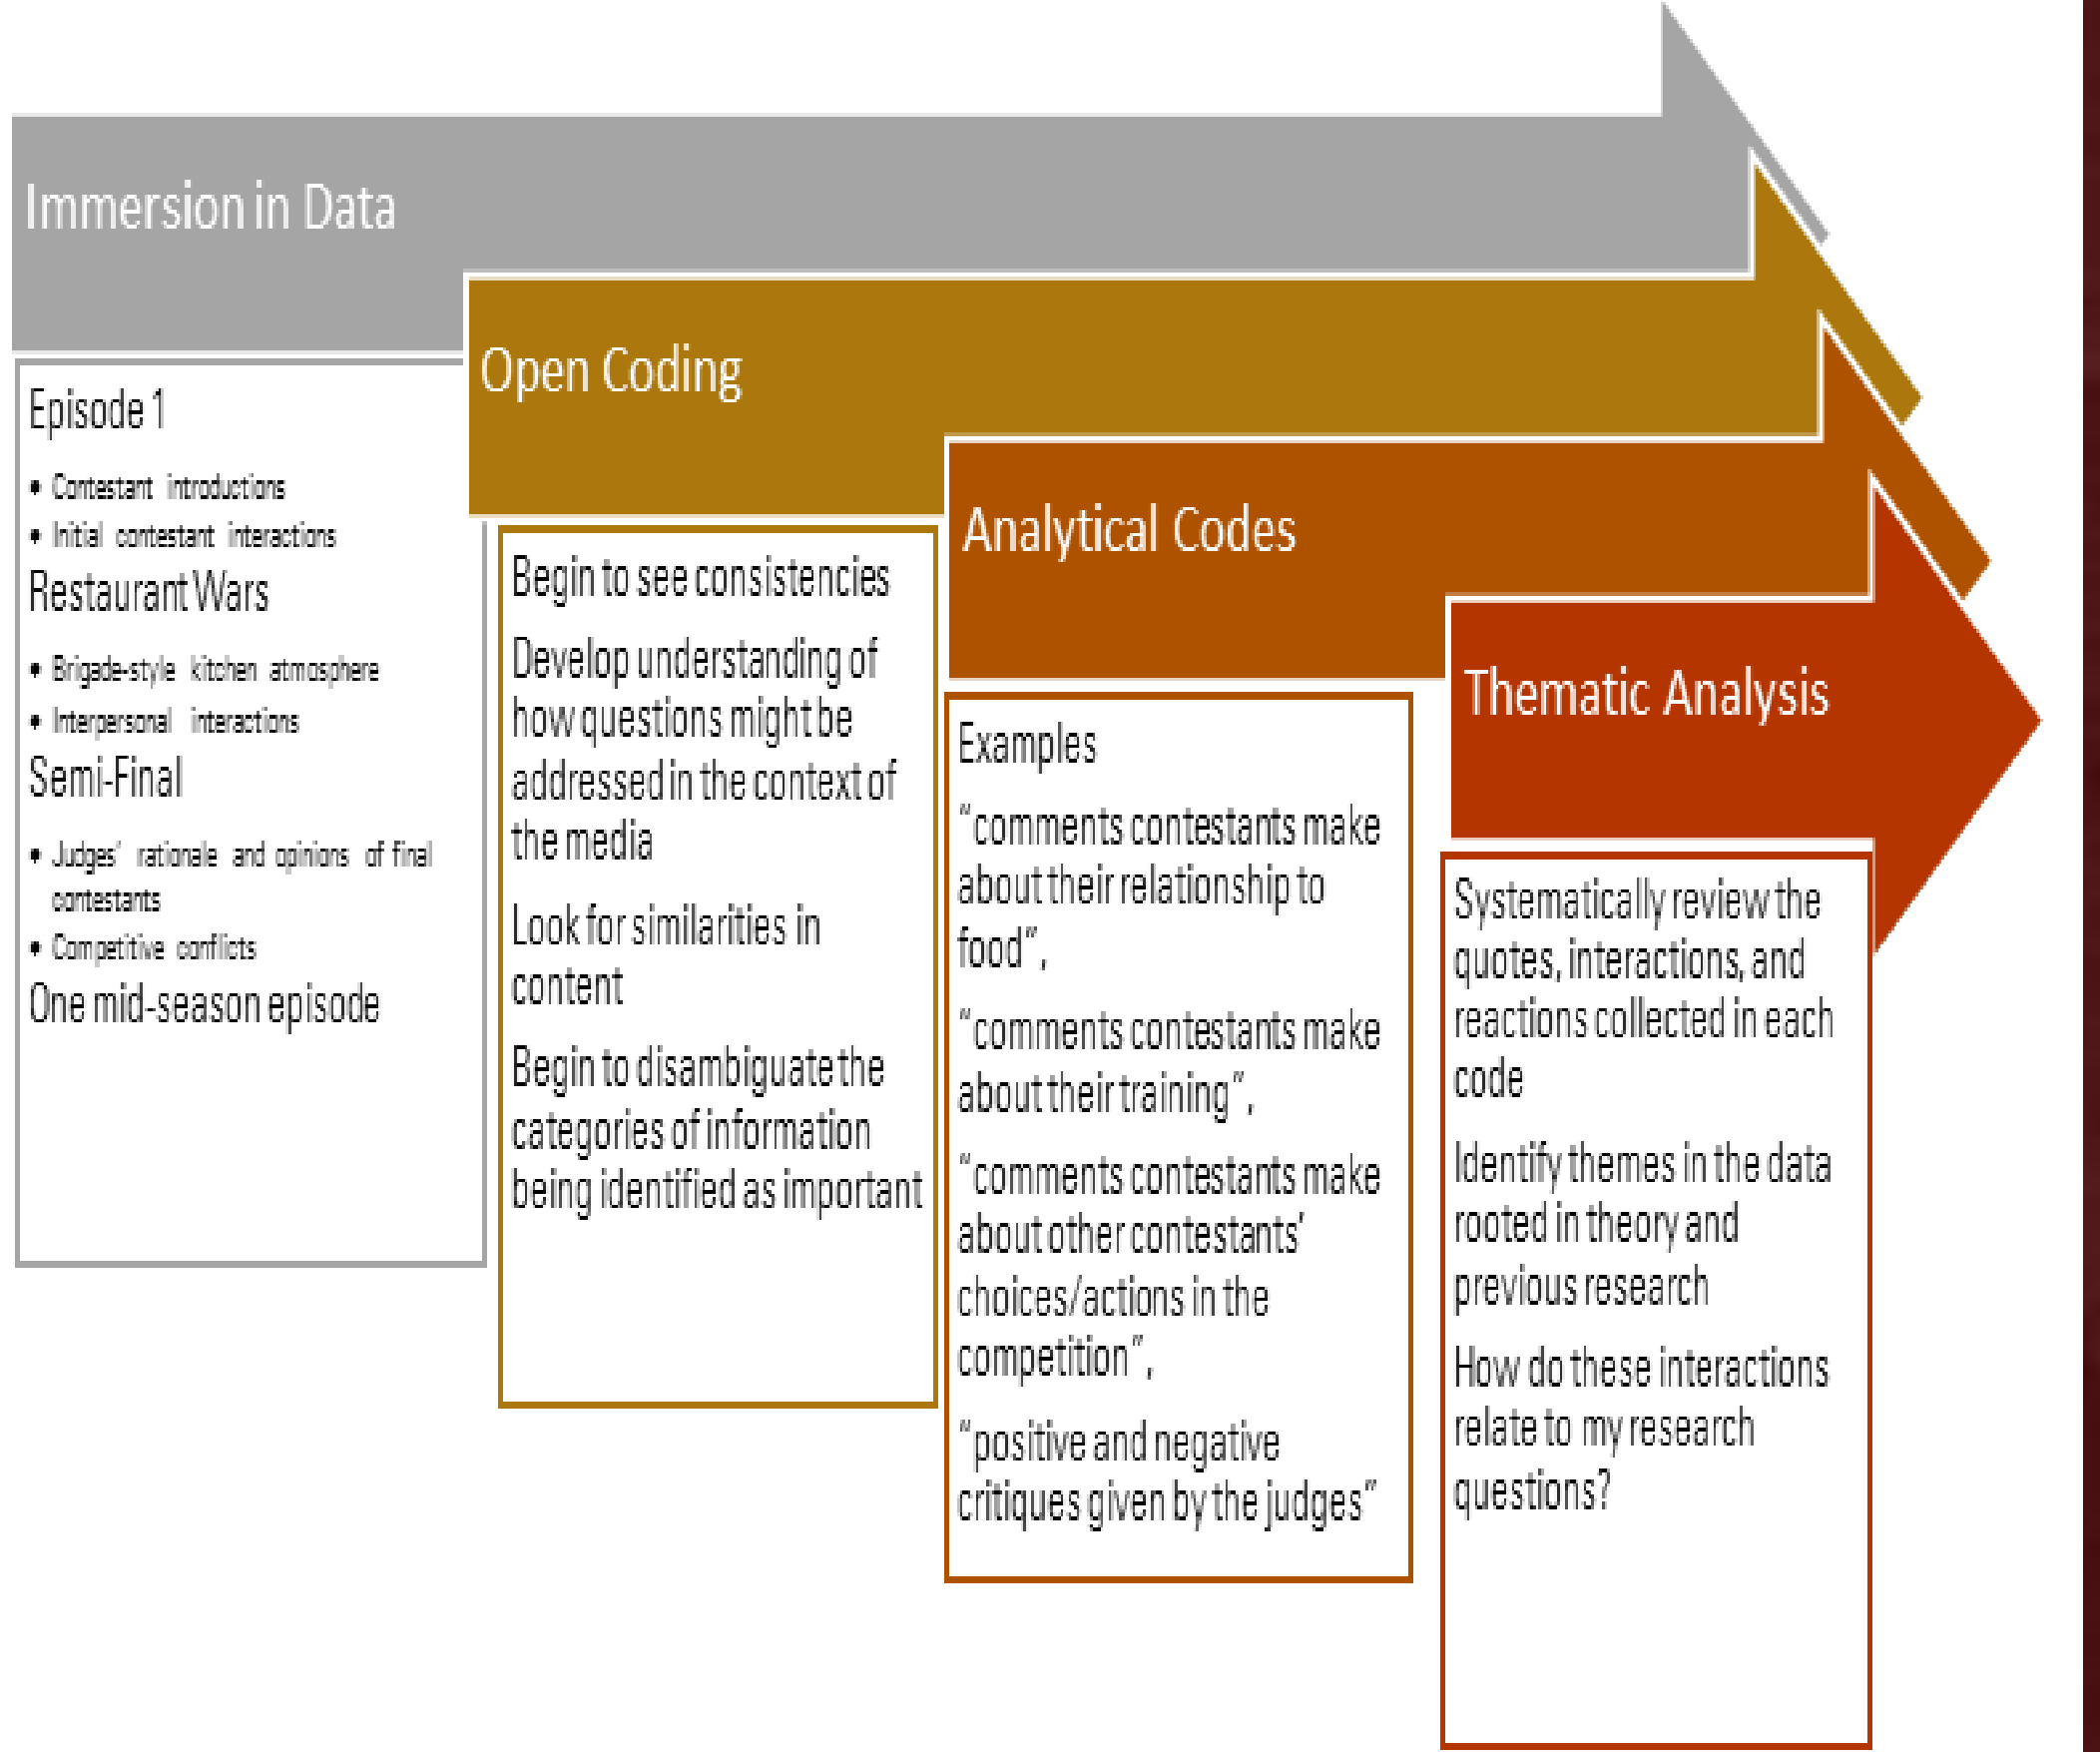 Immersion in Data
Episode 1
• Contestant introductions
• Initial contestant interactions
Restaurant Wars
• Brigade-style kitchen atmosphere
• Interpersonal interactions
Semi-Final
• Judges' rationale and opinions of final
contestants
• Competitive conflicts
One mid-season episode
Open Coding
Begin to see consistencies
Develop understanding of
how questions might be
addressed in the context of
the media
Look for similarities in
content
Begin to disambiguate the
categories of information
being identified as important
Analytical Codes
Examples
"comments contestants make
about their relationship to
food",
"comments contestants make
about their training",
"comments contestants make
about other contestants'
choices/actions in the
competition",
"positive and negative
critiques given by the judges"
Thematic Analysis
Systematically review the
quotes, interactions, and
reactions collected in each
code
Identify themes in the data
rooted in theory and
previous research
How do these interactions
relate to my research
questions?